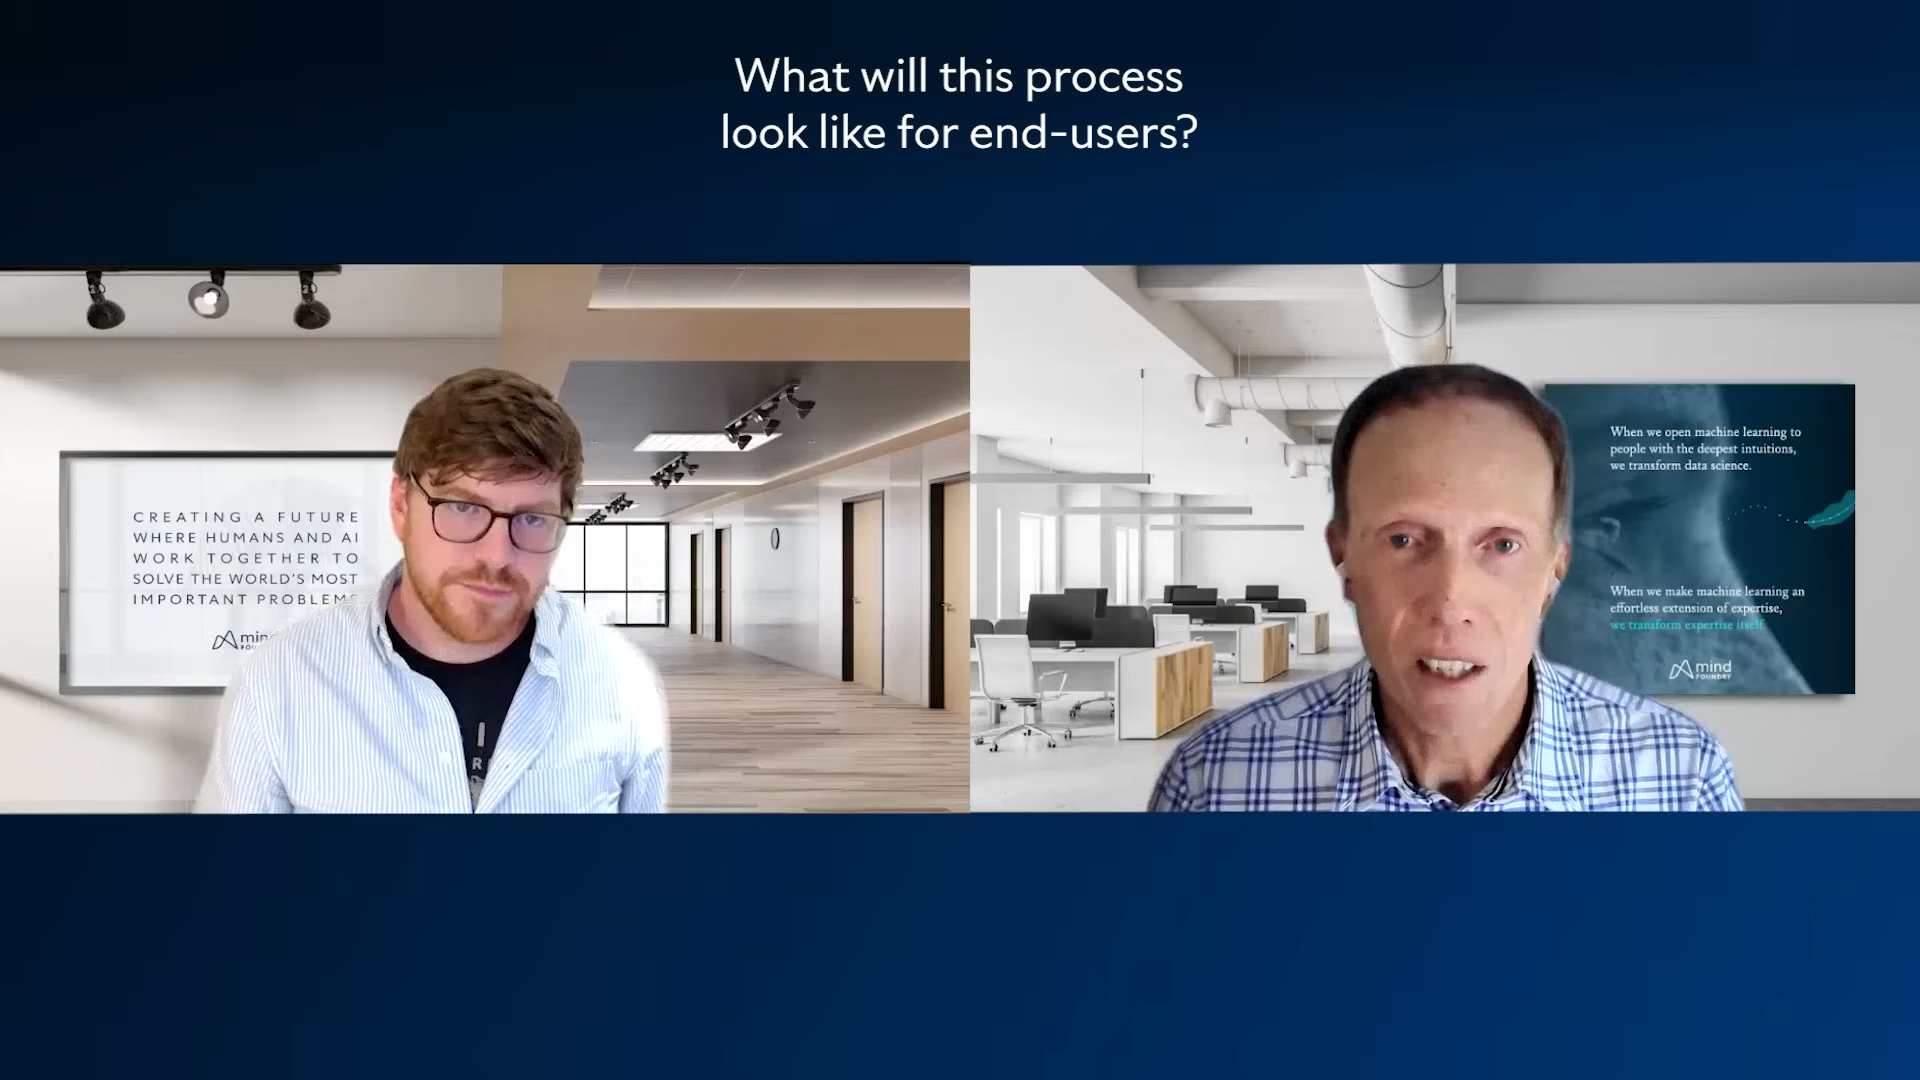 What will this process
look like for end-users?
CREATING A FUTURE
WHERE HUMANS AND AI
WORK TOGETHER TO
SOLVE THE WORLD'S MOST
IMPORTANT PROBLEMS
When we open machine learning to
people with the deepest intuitions,
we transform data science.
When we make machine learning an
effortless extension of expertise,
we transform expertise itself.
mind
FOUNDRY